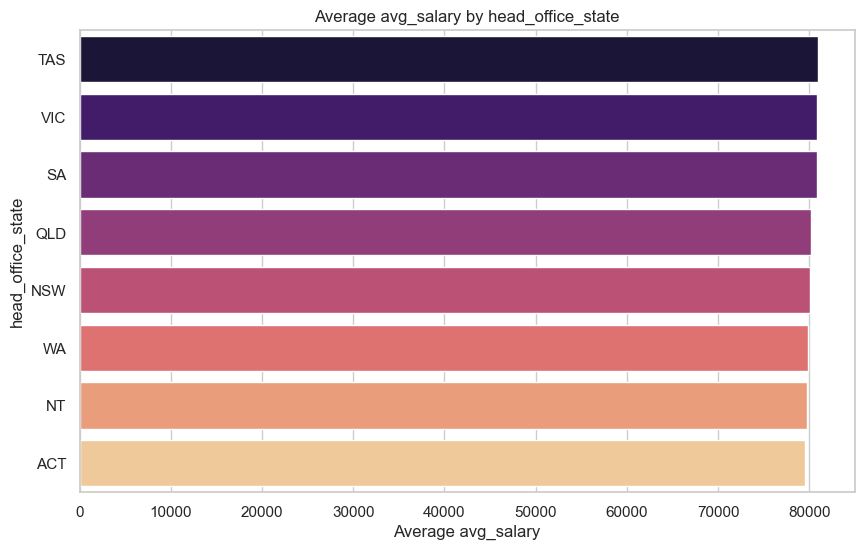 Average avg_salary by head_office_state
head_office_state
TAS
VIC
SA
QLD
NSW
WA
NT
ACT
0 10000 20000 30000 40000 50000 60000 70000 80000
Average avg_salary